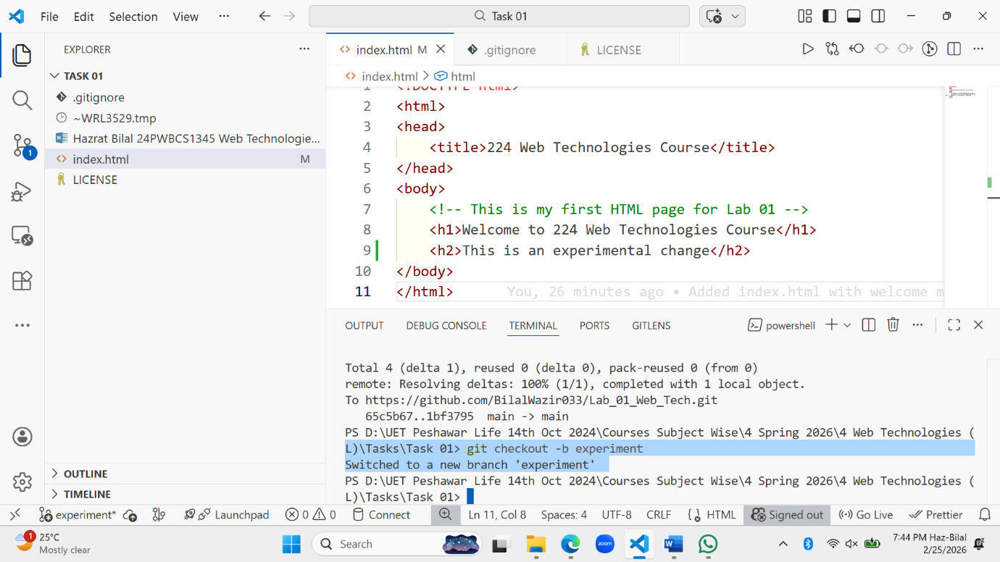 File Edit Selection View ··· Task 01
EXPLORER ···
TASK 01
.gitignore
~WRL3529.tmp
Hazrat Bilal 24PWBCS1345 Web Technologie...
index.html M
LICENSE
OUTLINE
TIMELINE
1
index.html M
.gitignore
LICENSE
index.html > html
1 <!DOCTYPE html>
2 <html>
3 <head>
4 <title>224 Web Technologies Course</title>
5 </head>
6 <body>
7 <!-- This is my first HTML page for Lab 01 -->
8 <h1>Welcome to 224 Web Technologies Course</h1>
9 <h2>This is an experimental change</h2>
10 </body>
11 </html> You, 26 minutes ago • Added index.html with welcome m
OUTPUT DEBUG CONSOLE TERMINAL PORTS GITLENS powershell
Total 4 (delta 1), reused 0 (delta 0), pack-reused 0 (from 0)
remote: Resolving deltas: 100% (1/1), completed with 1 local object.
To https://github.com/BilalWazir033/Lab_01_Web_Tech.git
65c5b67..1bf3795 main -> main
PS D:\UET Peshawar Life 14th Oct 2024\Courses Subject Wise\4 Spring 2026\4 Web Technologies (
L)\Tasks\Task 01> git checkout -b experiment
Switched to a new branch 'experiment'
PS D:\UET Peshawar Life 14th Oct 2024\Courses Subject Wise\4 Spring 2026\4 Web Technologies (
L)\Tasks\Task 01>
experiment* Launchpad 0 0 Connect Ln 11, Col 8 Spaces: 4 UTF-8 CRLF HTML Signed out Go Live Prettier
1 25°C
Mostly clear
Search
zoom
7:44 PM Haz-Bilal
2/25/2026